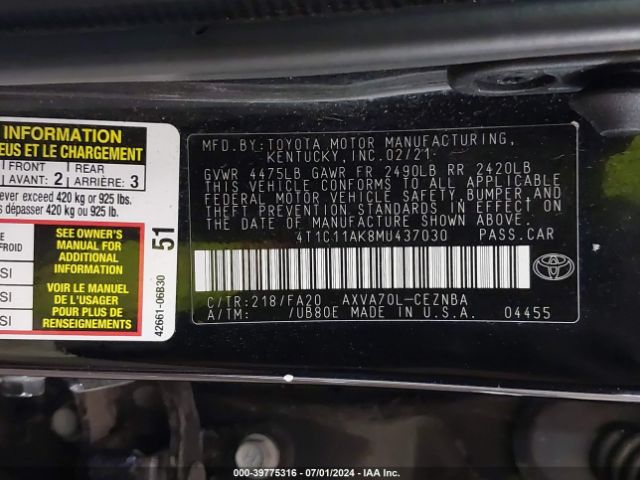 INFORMATION
EUS ET LE CHARGEMENT
FRONT
AVANT: 2
REAR
ARRIÈRE: 3
ever exceed 420 kg or 925 lbs.
s dépasser 420 kg ou 925 lb.
FROID
SEE OWNER'S
MANUAL FOR
ADDITIONAL
INFORMATION
VOIR LE MANUEL
DE L'USAGER
POUR PLUS DE
RENSEIGNEMENTS
SI
SI
SI
51
42661-06B30
MFD.BY:TOYOTA MOTOR MANUFACTURING,
KENTUCKY, INC.02/21
GVWR 4475LB GAWR FR 2490LB RR 2420LB
THIS VEHICLE CONFORMS TO ALL APPLICABLE
FEDERAL MOTOR VEHICLE SAFETY, BUMPER, AND
THEFT PREVENTION STANDARDS IN EFFECT ON
THE DATE OF MANUFACTURE SHOWN ABOVE.
4T1C11AK8MU437030 PASS.CAR
C/TR:218/FA20 AXVA70L-CEZNBA
A/TM: /UB80E MADE IN U.S.A. 04455
000-39775316 / 07/01/2024 / IAA Inc.